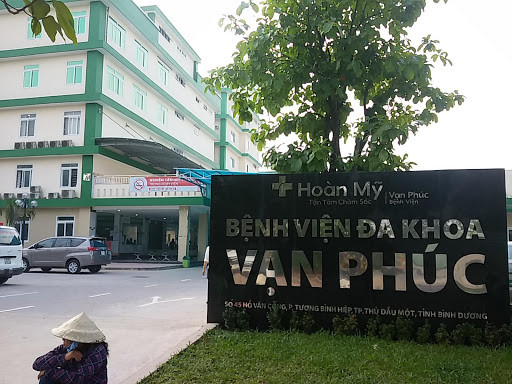 Hoàn Mỹ
Tận Tâm Chăm Sóc
Vạn Phúc
Bệnh Viện
BỆNH VIỆN ĐA KHOA
VẠN PHÚC
SỐ 45 HỒ VĂN CỐNG, P. TƯƠNG BÌNH HIỆP, TP. THỦ DẦU MỘT, TỈNH BÌNH DƯƠNG